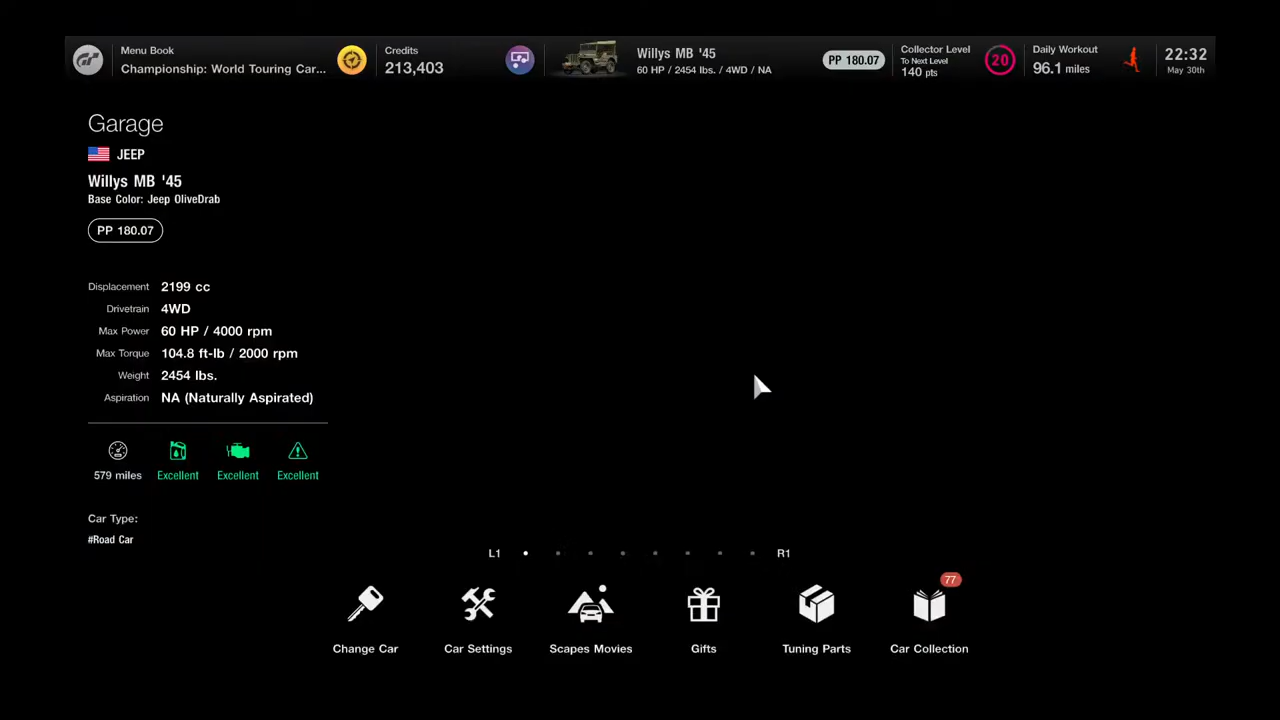 Menu Book
Championship: World Touring Car...
Credits
213,403
Willys MB '45
60 HP / 2454 lbs. / 4WD / NA
PP 180.07
Collector Level
To Next Level
140 pts
20
Daily Workout
96.1 miles
22:32
May 30th
Garage
JEEP
Willys MB '45
Base Color: Jeep OliveDrab
PP 180.07
Displacement 2199 cc
Drivetrain 4WD
Max Power 60 HP / 4000 rpm
Max Torque 104.8 ft-lb / 2000 rpm
Weight 2454 lbs.
Aspiration NA (Naturally Aspirated)
579 miles Excellent Excellent Excellent
Car Type:
#Road Car
L1 R1
77
Change Car Car Settings Scapes Movies Gifts Tuning Parts Car Collection